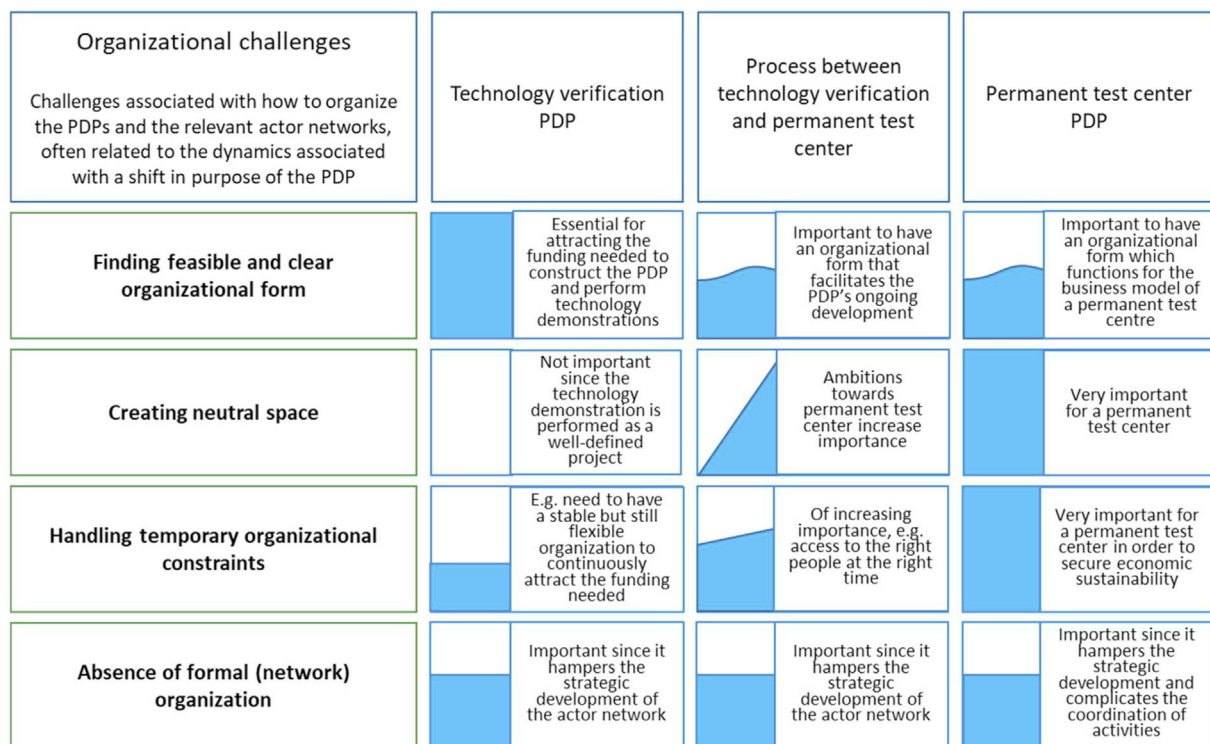 Organizational challenges
Challenges associated with how to organize
the PDPs and the relevant actor networks,
often related to the dynamics associated
with a shift in purpose of the PDP
Technology verification
PDP
Process between
technology verification
and permanent test
center
Permanent test center
PDP
Finding feasible and clear
organizational form
Essential for
attracting the
funding needed to
construct the PDP
and perform
technology
demonstrations
Important to have
an organizational
form that
facilitates the
PDP's ongoing
development
Important to have
an organizational
form which
functions for the
business model of
a permanent test
centre
Creating neutral space
Not important
since the
technology
demonstration is
performed as a
well-defined
project
Ambitions
towards
permanent test
center increase
importance
Very important
for a permanent
test center
Handling temporary organizational
constraints
E.g. need to have
a stable but still
flexible
organization to
continuously
attract the funding
needed
Of increasing
importance, e.g.
access to the right
people at the right
time
Very important for
a permanent test
center in order to
secure economic
sustainability
Absence of formal (network)
organization
Important since it
hampers the
strategic
development of
the actor network
Important since it
hampers the
strategic
development of
the actor network
Important since it
hampers the
strategic
development and
complicates the
coordination of
activities